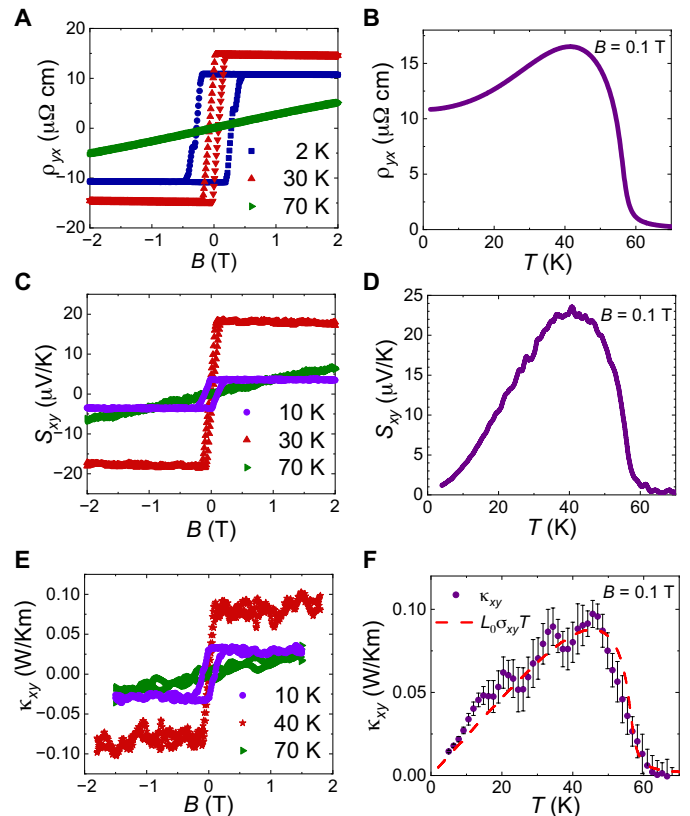 A
ρyx (μΩ cm)
20
10
0
−10
−20
2 K
30 K
70 K
−2 −1 0 1 2
B (T)
B
ρyx (μΩ cm)
15
10
5
0
B = 0.1 T
0 20 40 60
T (K)
C
Sxy (μV/K)
20
10
0
−10
−20
10 K
30 K
70 K
−2 −1 0 1 2
B (T)
D
Sxy (μV/K)
25
20
15
10
5
0
B = 0.1 T
0 20 40 60
T (K)
E
κxy (W/Km)
0.10
0.05
0.00
−0.05
−0.10
10 K
40 K
70 K
−2 −1 0 1 2
B (T)
F
κxy (W/Km)
0.10
0.05
0.00
κxy
L0σxyT
B = 0.1 T
0 20 40 60
T (K)